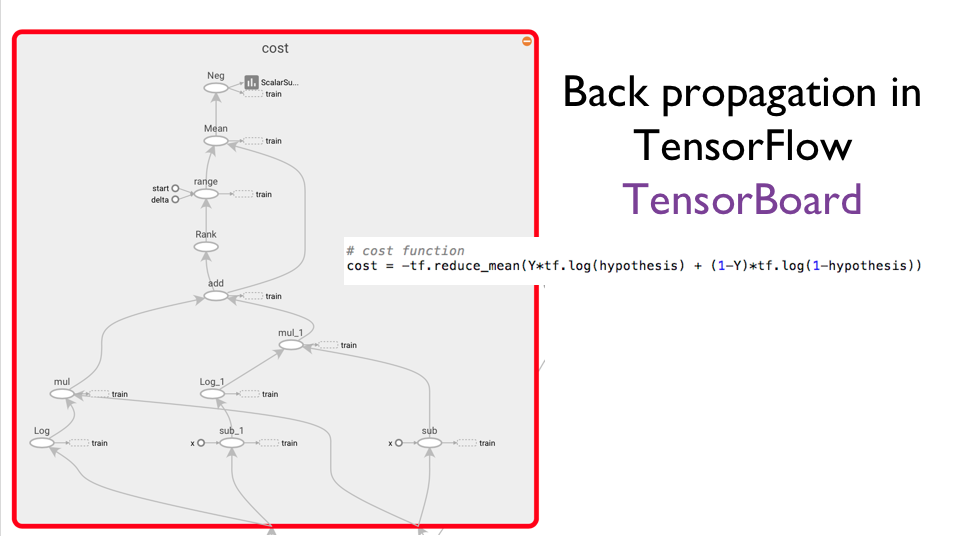 cost
Neg
ScalarSu...
train
Mean
train
range
start
delta
train
Rank
add
train
mul_1
train
mul
train
Log_1
train
Log
train
x
sub_1
train
x
sub
train
Back propagation in
TensorFlow
TensorBoard
# cost function
cost = -tf.reduce_mean(Y*tf.log(hypothesis) + (1-Y)*tf.log(1-hypothesis))